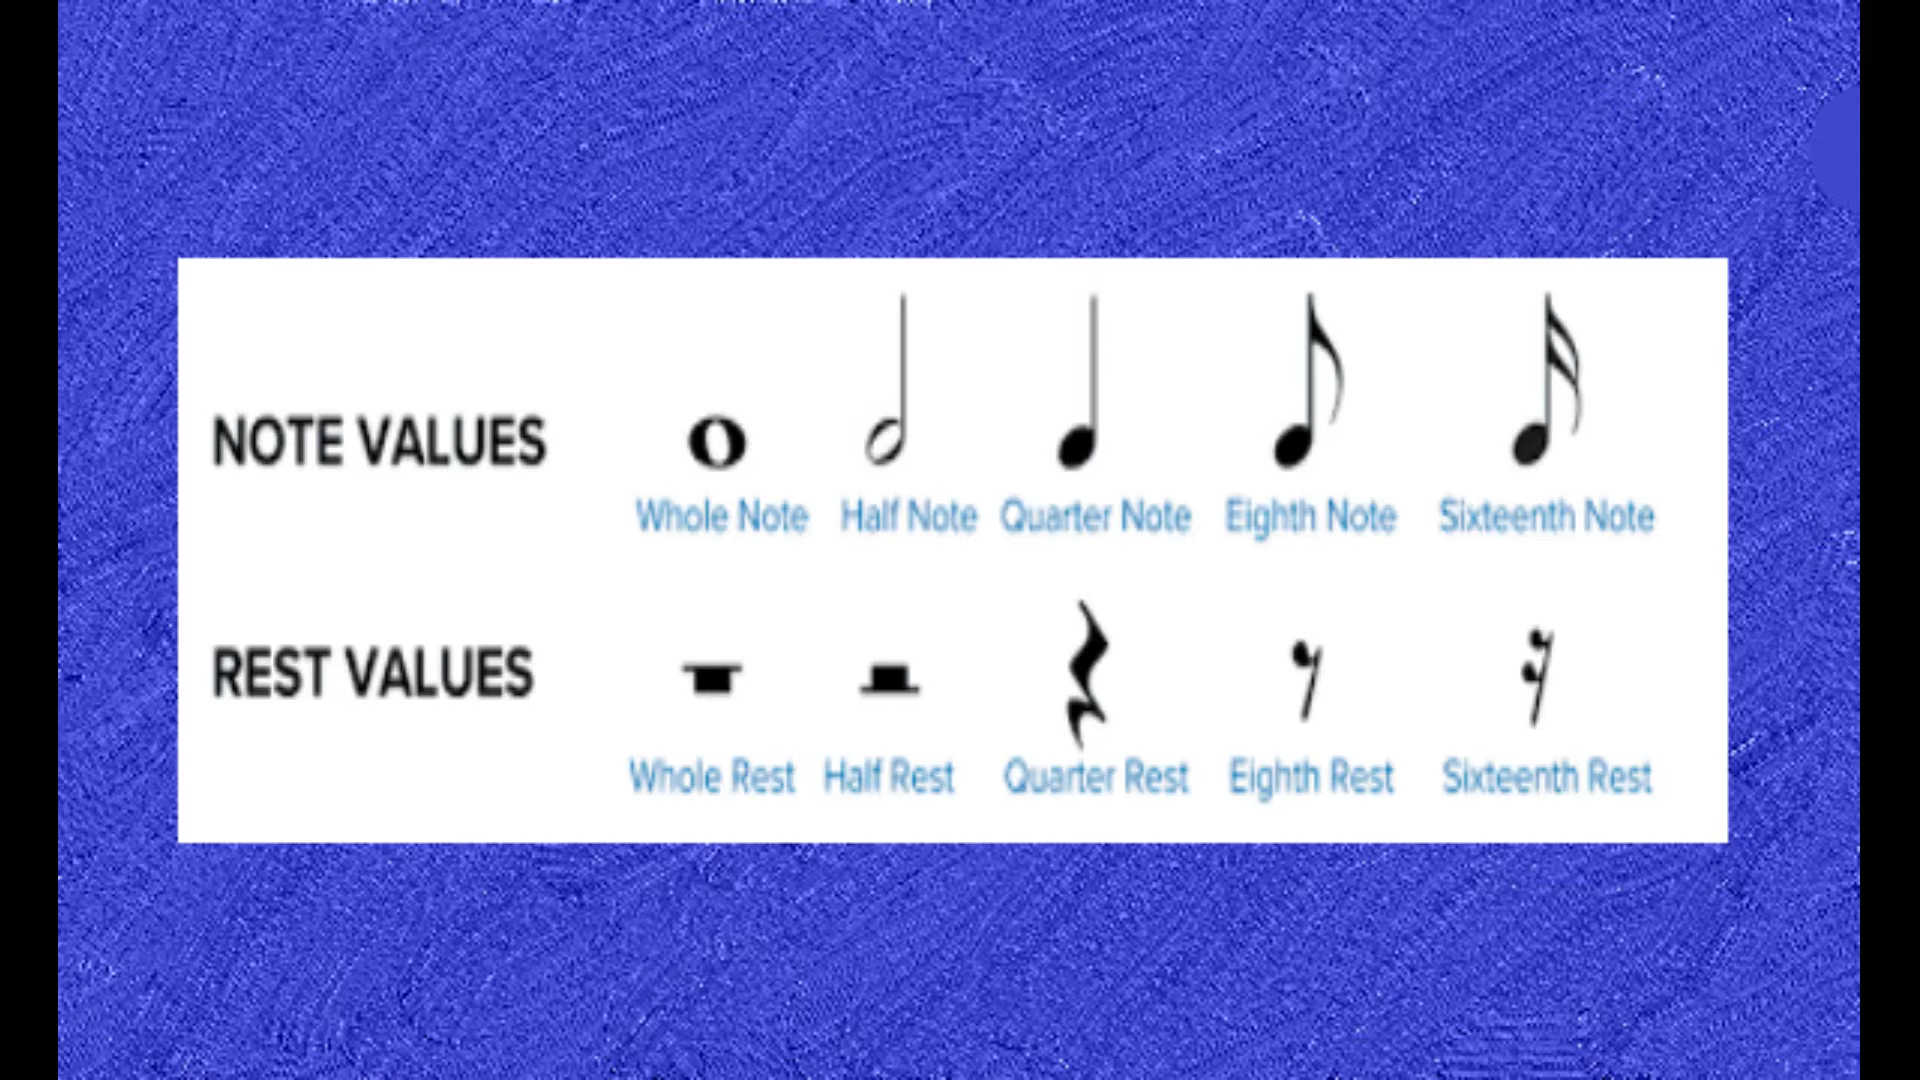 NOTE VALUES
Whole Note Half Note Quarter Note Eighth Note Sixteenth Note
REST VALUES
Whole Rest Half Rest Quarter Rest Eighth Rest Sixteenth Rest